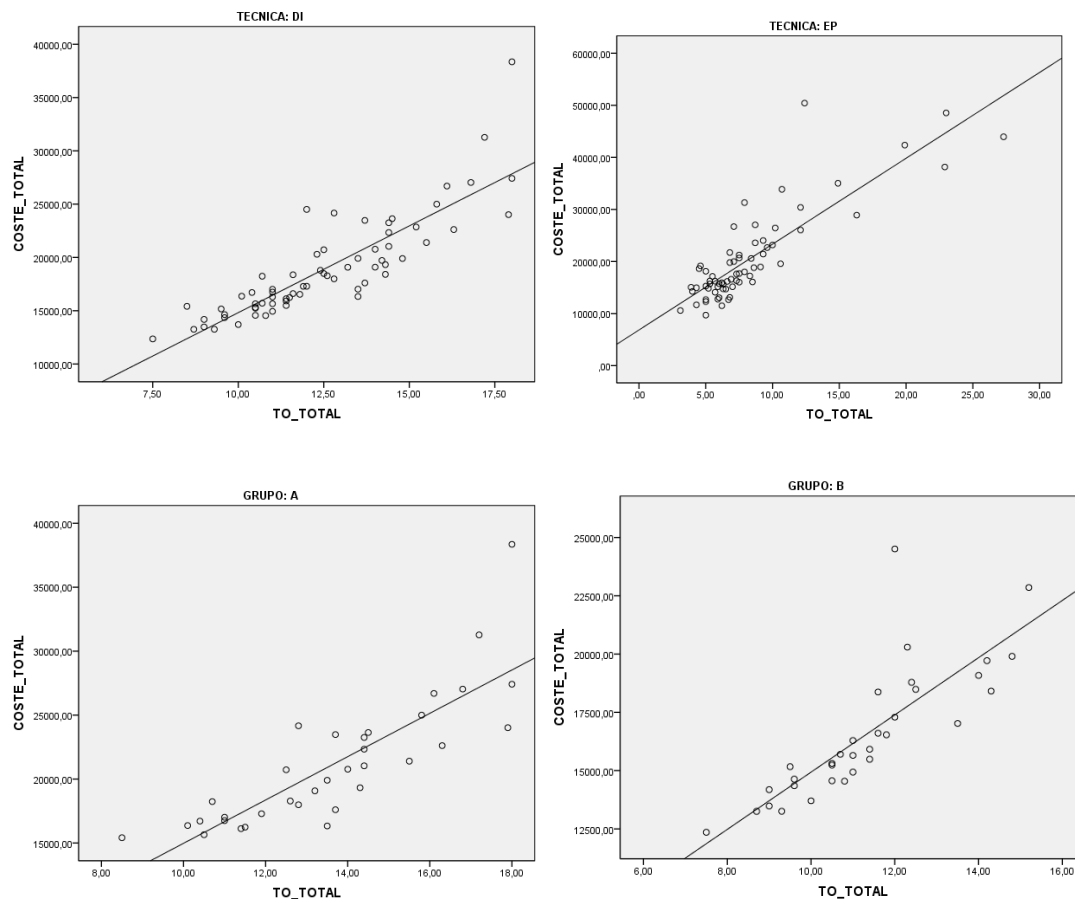 TECNICA: DI
40000,00
35000,00
30000,00
25000,00
20000,00
15000,00
10000,00
COSTE_TOTAL
7,50 10,00 12,50 15,00 17,50
TO_TOTAL
TECNICA: EP
60000,00
50000,00
40000,00
30000,00
20000,00
10000,00
,00
COSTE_TOTAL
,00 5,00 10,00 15,00 20,00 25,00 30,00
TO_TOTAL
GRUPO: A
40000,00
35000,00
30000,00
25000,00
20000,00
15000,00
COSTE_TOTAL
8,00 10,00 12,00 14,00 16,00 18,00
TO_TOTAL
GRUPO: B
25000,00
22500,00
20000,00
17500,00
15000,00
12500,00
COSTE_TOTAL
6,00 8,00 10,00 12,00 14,00 16,00
TO_TOTAL